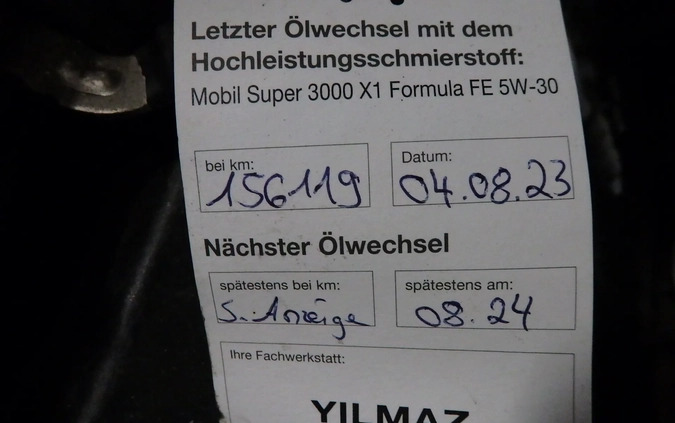 Letzter Ölwechsel mit dem
Hochleistungsschmierstoff:
Mobil Super 3000 X1 Formula FE 5W-30
bei km: Datum:
156119 04.08.23
Nächster Ölwechsel
spätestens bei km: spätestens am:
S. Anzeige 08.24
Ihre Fachwerkstatt:
YILMAZ